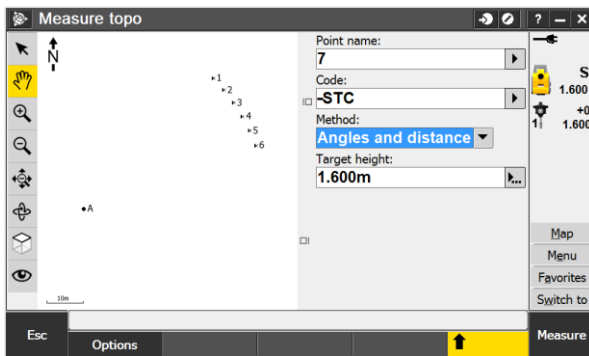 Measure topo
? – ×
N
1
2
3
4
5
6
A
10m
Point name:
7
Code:
-STC
Method:
Angles and distance
Target height:
1.600m
S
1.600
+0
1
1.600
Map
Menu
Favorites
Switch to
Esc
Options
Measure